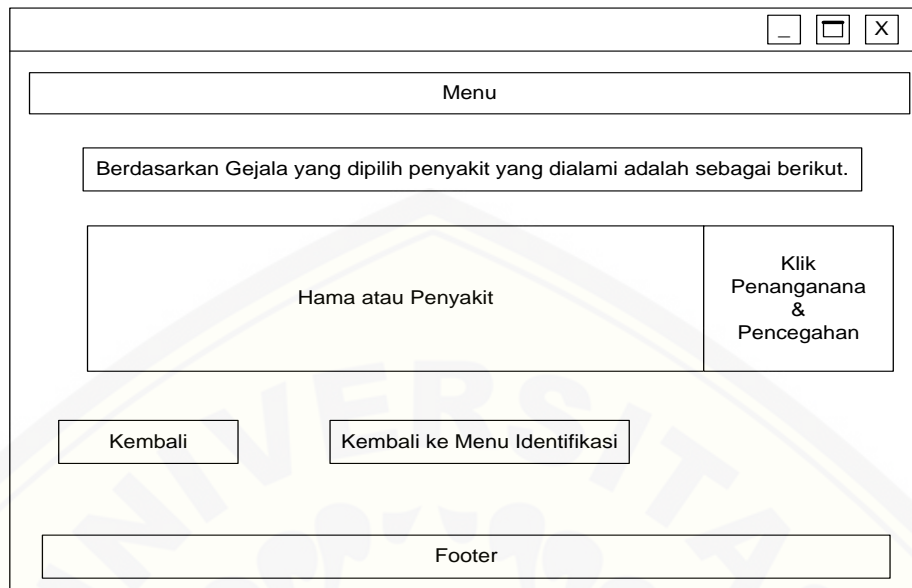 _ X
Menu
Berdasarkan Gejala yang dipilih penyakit yang dialami adalah sebagai berikut.
Hama atau Penyakit
Klik
Penanganana
&
Pencegahan
Kembali
Kembali ke Menu Identifikasi
Footer
UNIVERSITA